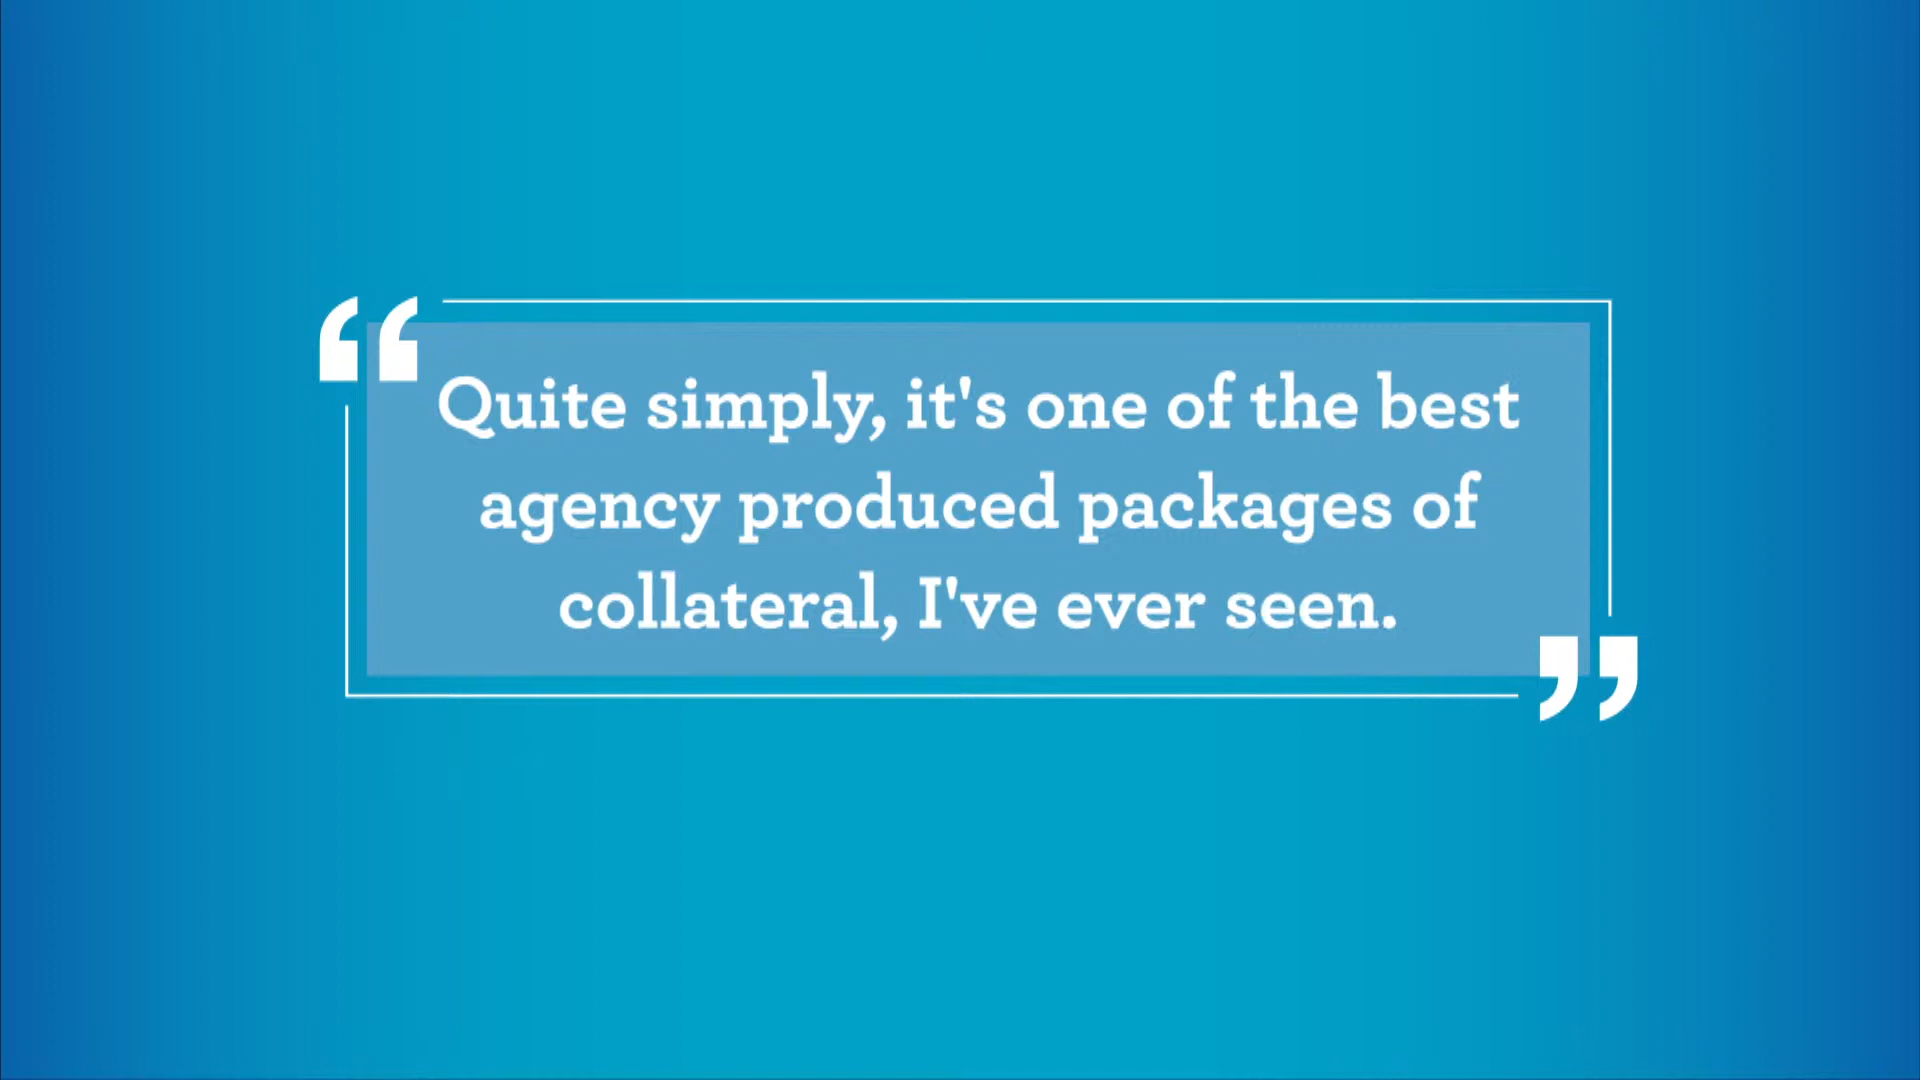 “Quite simply, it's one of the best
agency produced packages of
collateral, I've ever seen.”